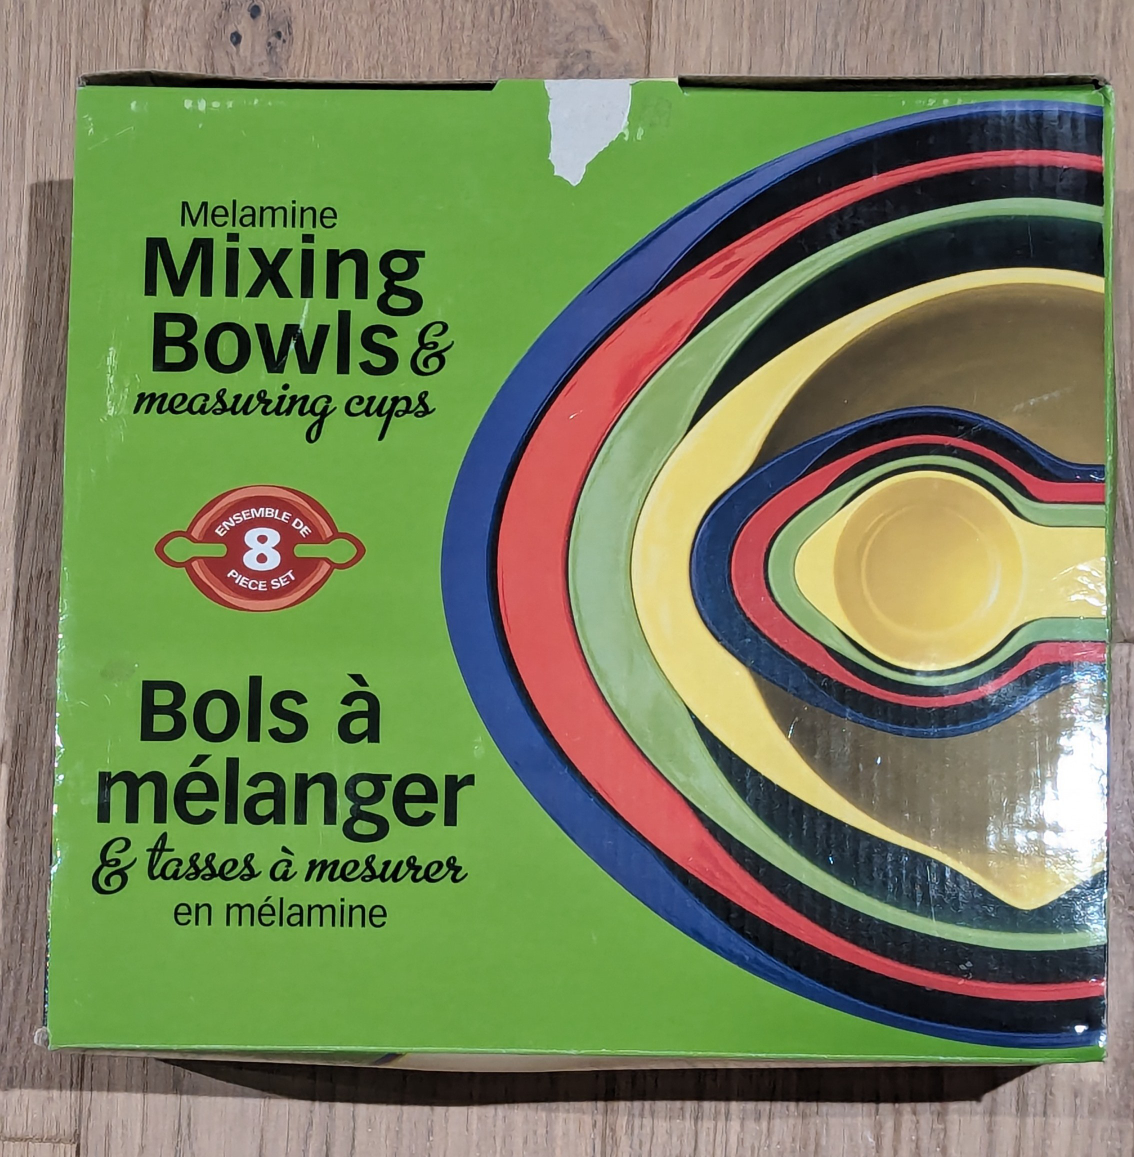 Melamine
Mixing
Bowls &
measuring cups
ENSEMBLE DE
8
PIECE SET
Bols à
mélanger
& tasses à mesurer
en mélamine